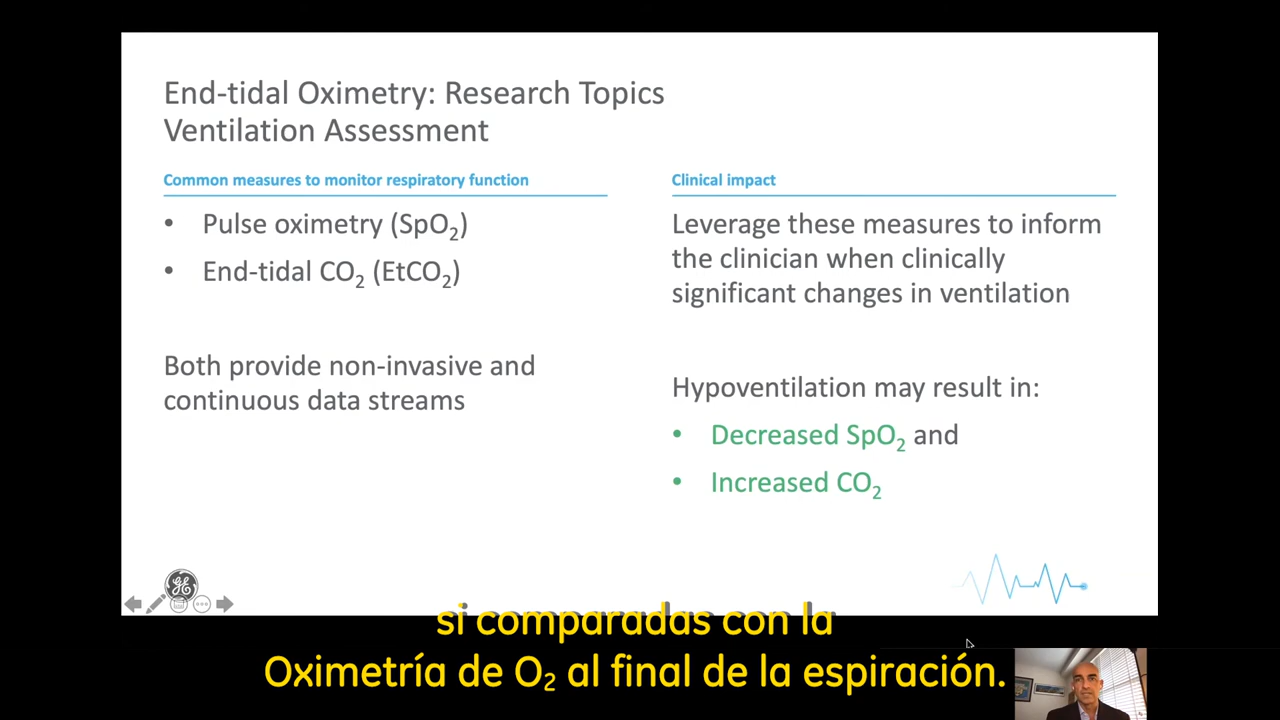 End-tidal Oximetry: Research Topics
Ventilation Assessment
Common measures to monitor respiratory function
• Pulse oximetry (SpO₂)
• End-tidal CO₂ (EtCO₂)
Both provide non-invasive and
continuous data streams
Clinical impact
Leverage these measures to inform
the clinician when clinically
significant changes in ventilation
Hypoventilation may result in:
• Decreased SpO₂ and
• Increased CO₂
GE
si comparadas con la
Oximetría de O₂ al final de la espiración.